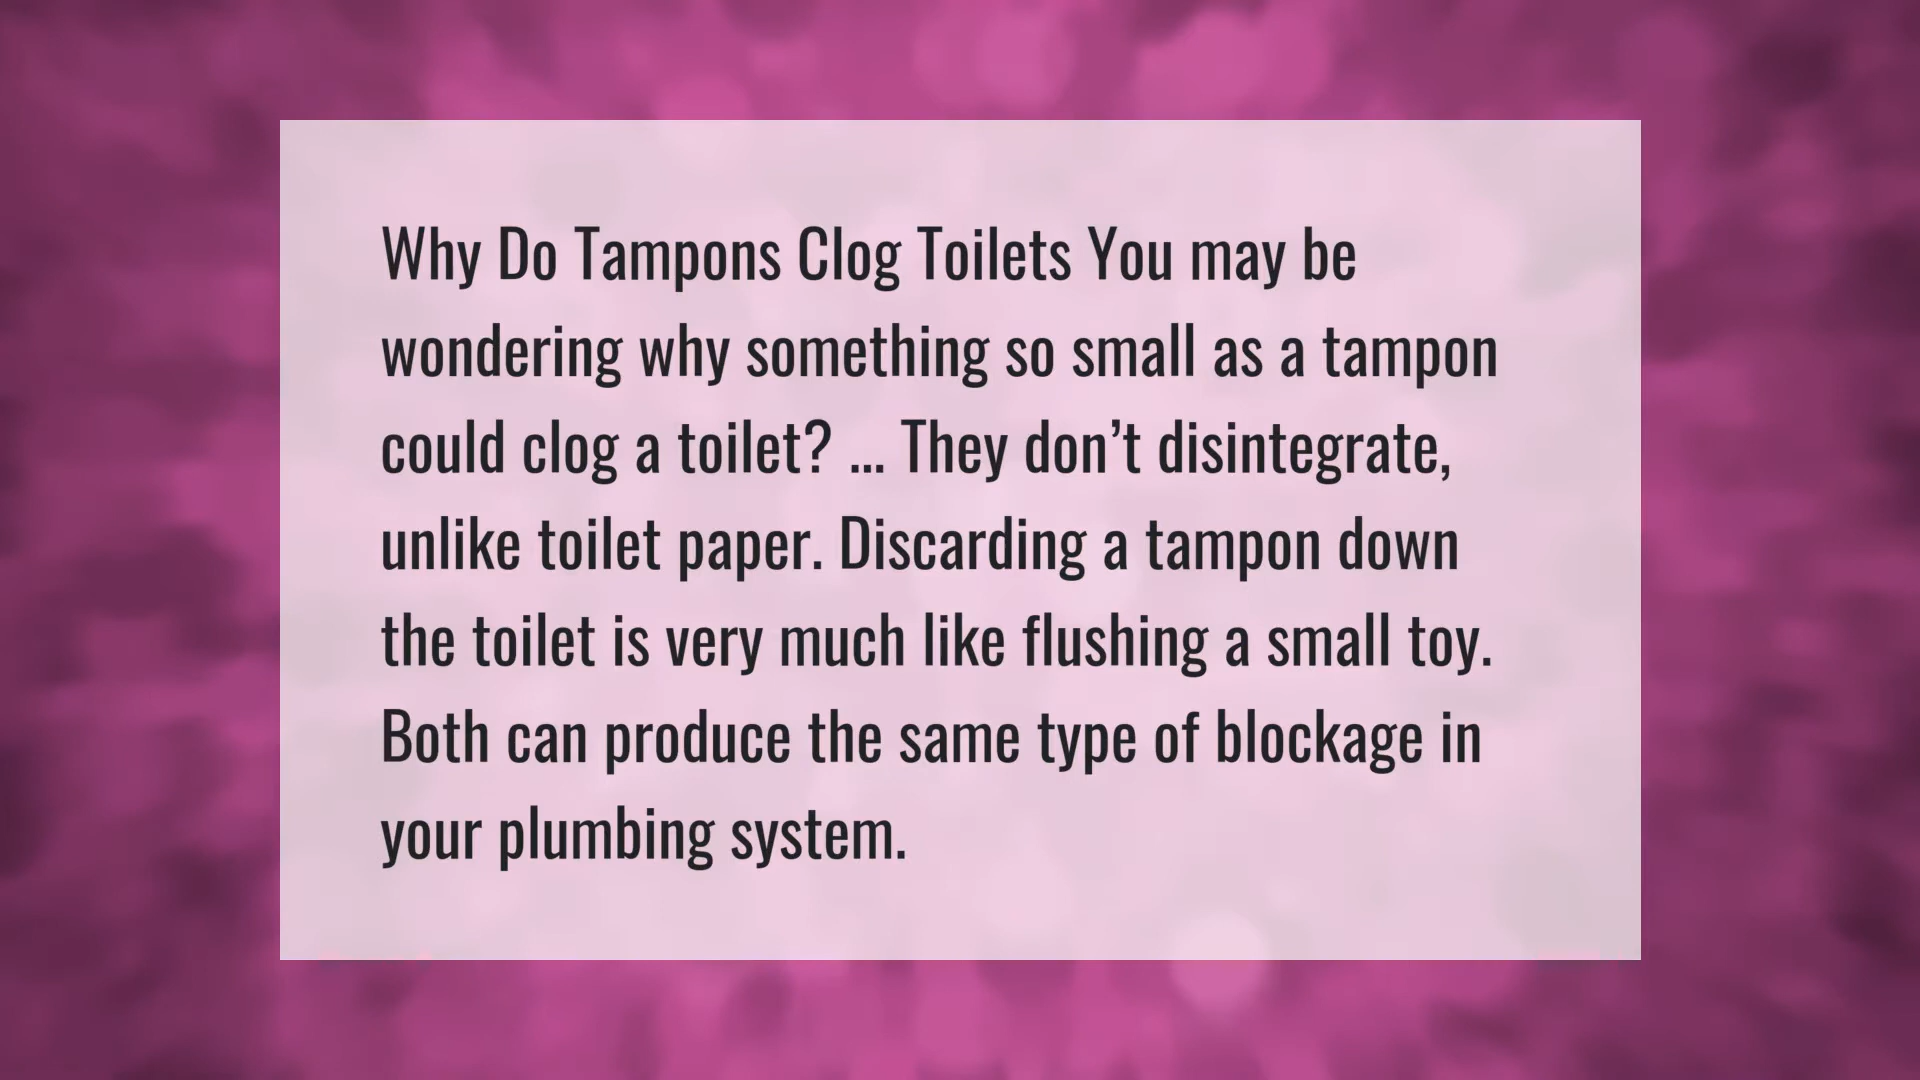 Why Do Tampons Clog Toilets You may be
wondering why something so small as a tampon
could clog a toilet? ... They don’t disintegrate,
unlike toilet paper. Discarding a tampon down
the toilet is very much like flushing a small toy.
Both can produce the same type of blockage in
your plumbing system.